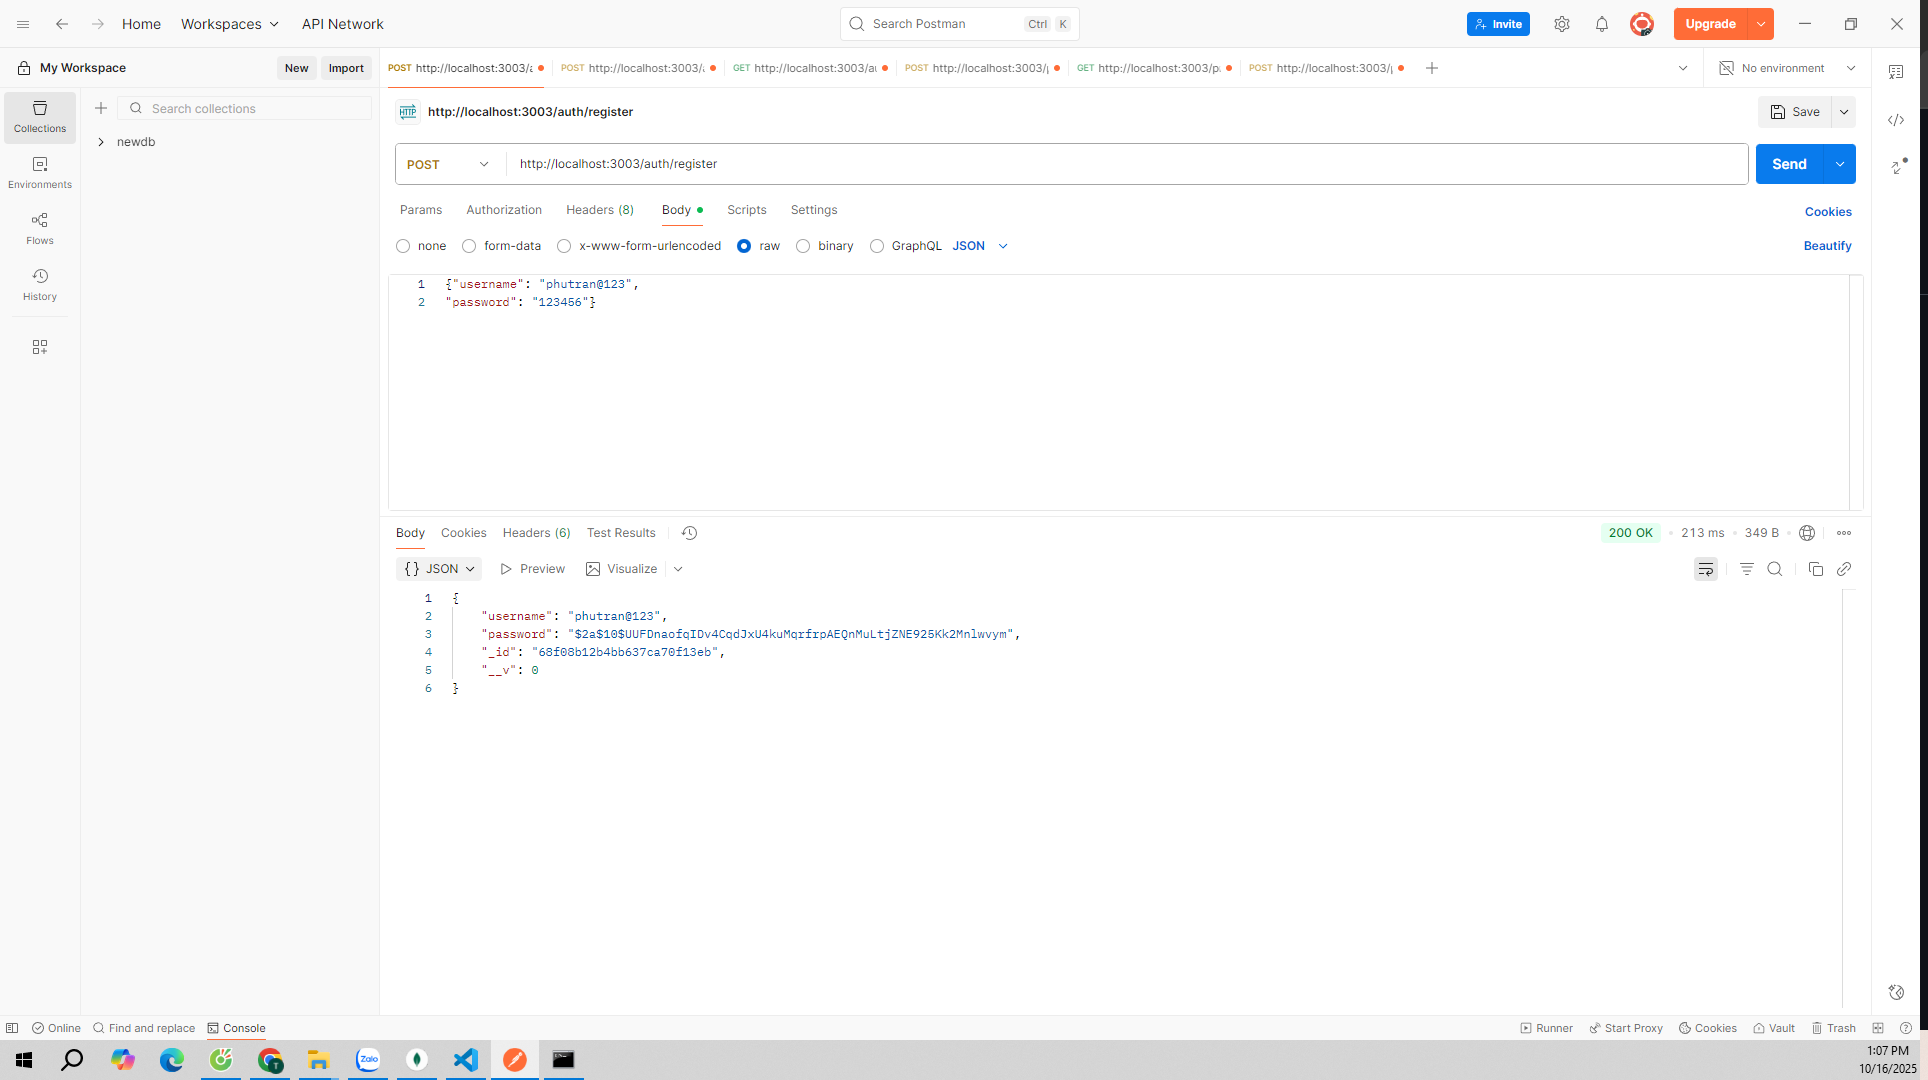 Home
Workspaces
API Network
Search Postman
Ctrl
K
Invite
Upgrade
My Workspace
New
Import
POST http://localhost:3003/a
POST http://localhost:3003/a
GET http://localhost:3003/au
POST http://localhost:3003/p
GET http://localhost:3003/pr
POST http://localhost:3003/p
No environment
Collections
Environments
Flows
History
Search collections
newdb
HTTP
http://localhost:3003/auth/register
Save
POST
http://localhost:3003/auth/register
Send
Params
Authorization
Headers (8)
Body
Scripts
Settings
Cookies
none
form-data
x-www-form-urlencoded
raw
binary
GraphQL
JSON
Beautify
1 {"username": "phutran@123",
2 "password": "123456"}
Body
Cookies
Headers (6)
Test Results
200 OK
213 ms
349 B
{} JSON
Preview
Visualize
1 {
2 "username": "phutran@123",
3 "password": "$2a$10$UUFDnaofqIDv4CqdJxU4kuMqrfrpAEQnMuLtjZNE925Kk2Mnlwvym",
4 "_id": "68f08b12b4bb637ca70f13eb",
5 "__v": 0
6 }
Online
Find and replace
Console
Runner
Start Proxy
Cookies
Vault
Trash
Zalo
T
1:07 PM
10/16/2025